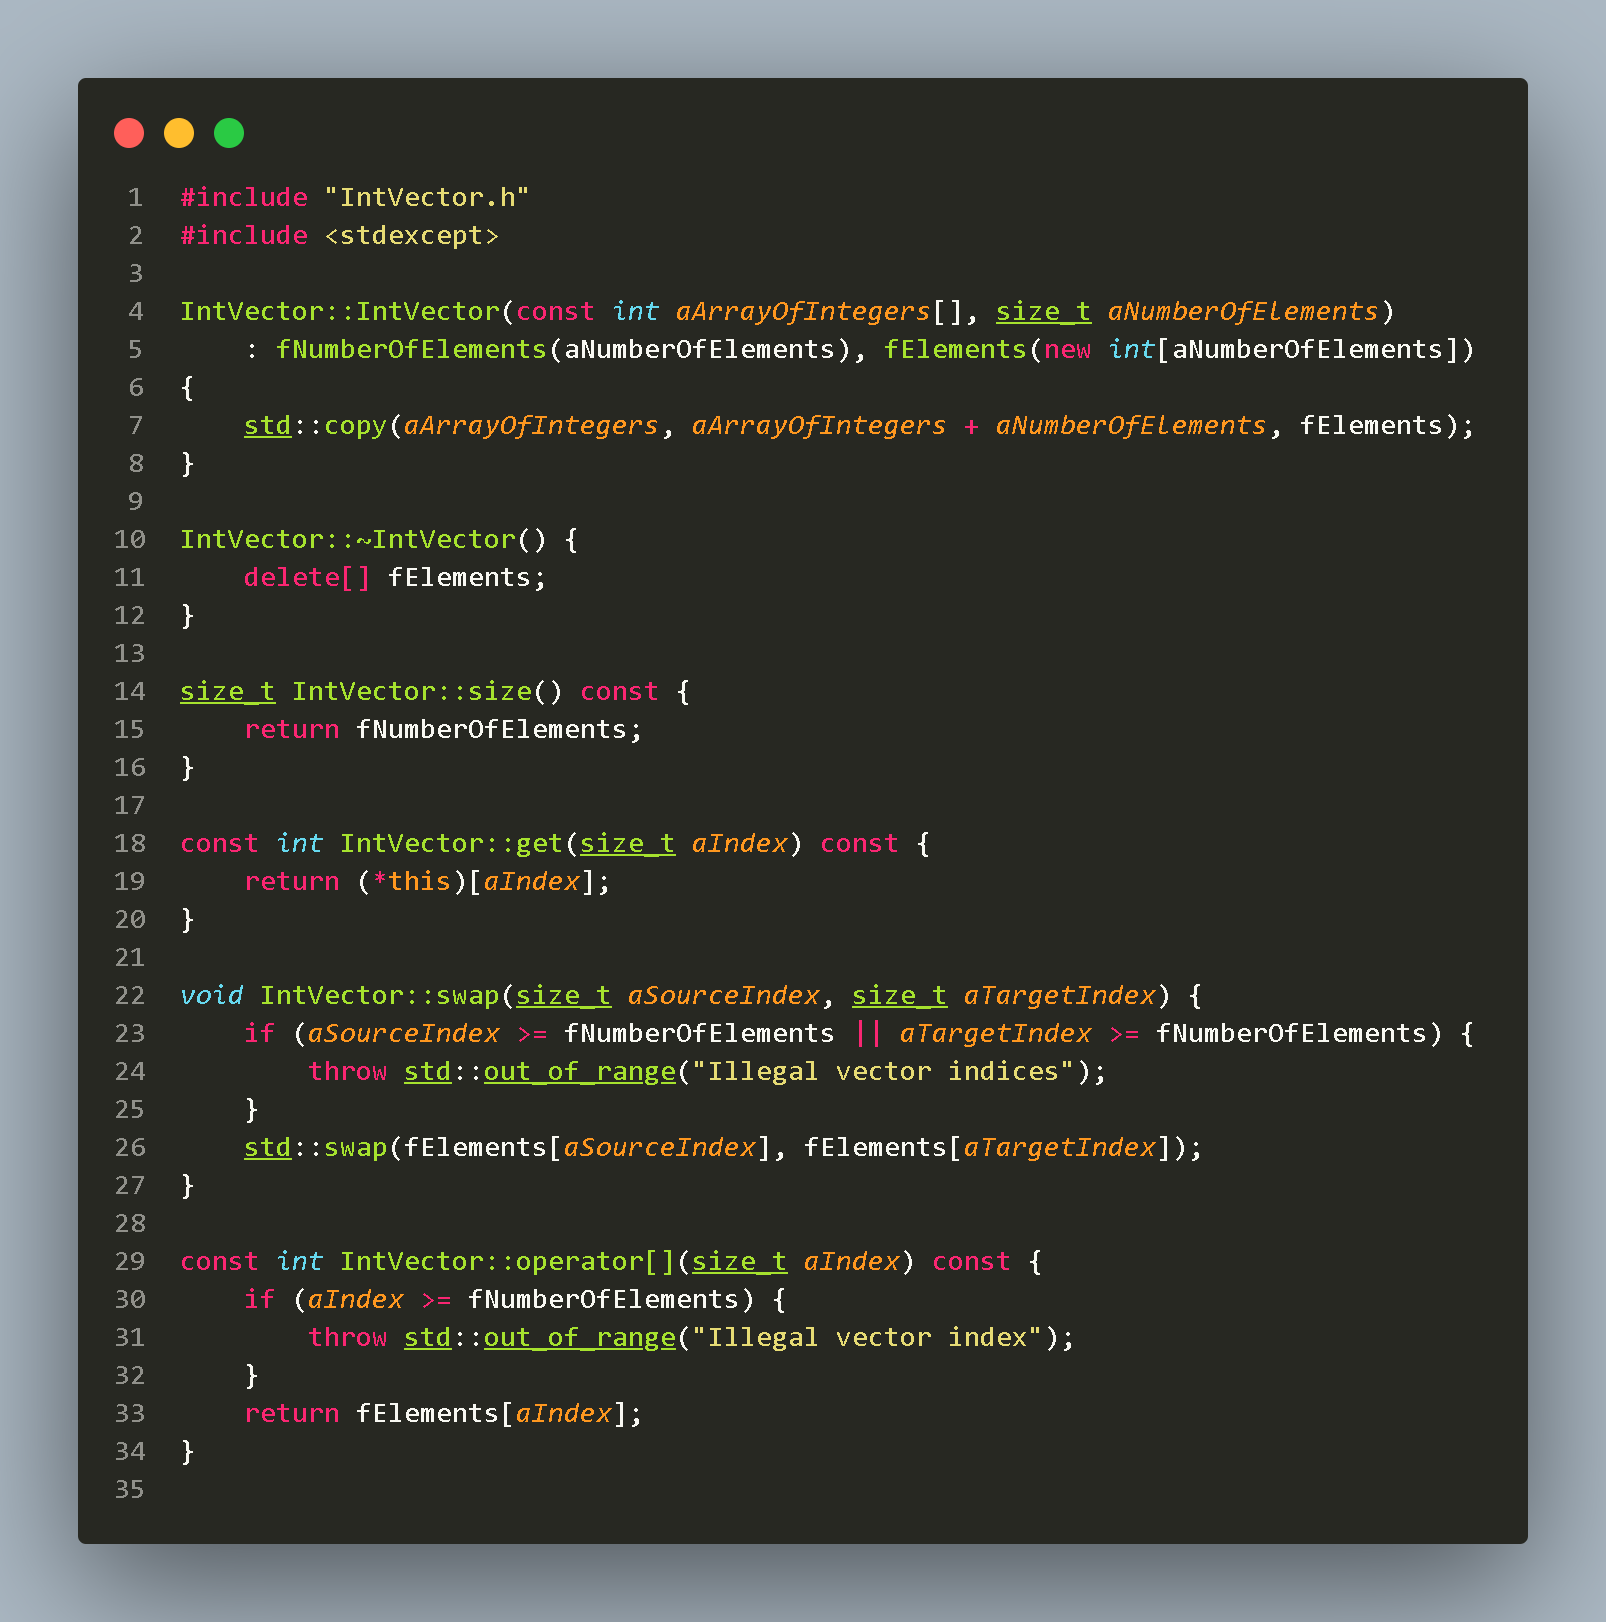 1 #include "IntVector.h"
2 #include <stdexcept>
3
4 IntVector::IntVector(const int aArrayOfIntegers[], size_t aNumberOfElements)
5     : fNumberOfElements(aNumberOfElements), fElements(new int[aNumberOfElements])
6 {
7     std::copy(aArrayOfIntegers, aArrayOfIntegers + aNumberOfElements, fElements);
8 }
9
10 IntVector::~IntVector() {
11     delete[] fElements;
12 }
13
14 size_t IntVector::size() const {
15     return fNumberOfElements;
16 }
17
18 const int IntVector::get(size_t aIndex) const {
19     return (*this)[aIndex];
20 }
21
22 void IntVector::swap(size_t aSourceIndex, size_t aTargetIndex) {
23     if (aSourceIndex >= fNumberOfElements || aTargetIndex >= fNumberOfElements) {
24         throw std::out_of_range("Illegal vector indices");
25     }
26     std::swap(fElements[aSourceIndex], fElements[aTargetIndex]);
27 }
28
29 const int IntVector::operator[](size_t aIndex) const {
30     if (aIndex >= fNumberOfElements) {
31         throw std::out_of_range("Illegal vector index");
32     }
33     return fElements[aIndex];
34 }
35